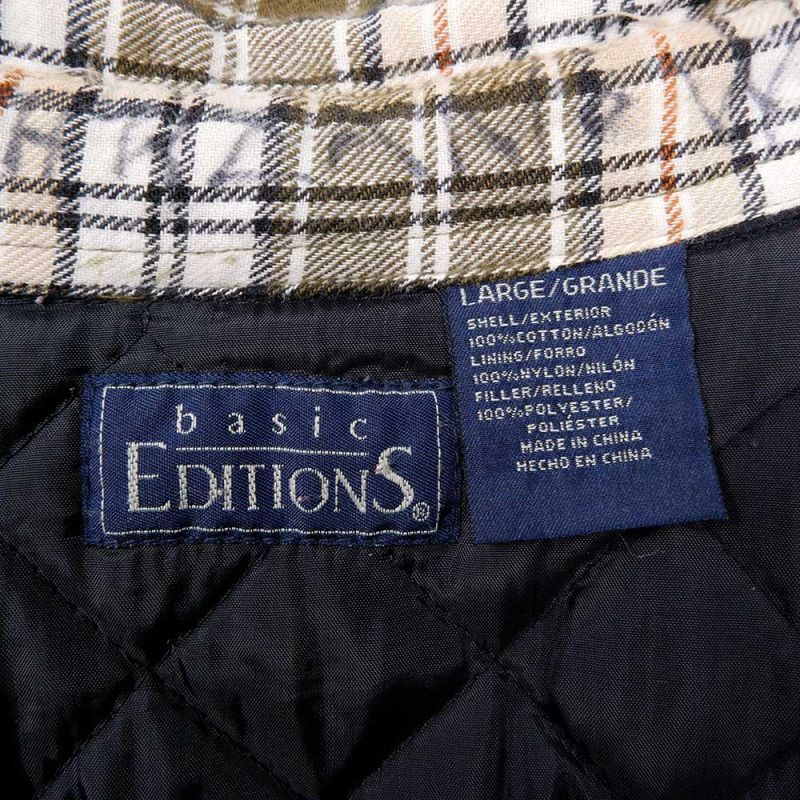 LARGE/GRANDE
SHELL/EXTERIOR
100%COTTON/ALGODÓN
LINING/FORRO
100%NYLON/NILÓN
FILLER/RELLENO
100%POLYESTER/
POLIÉSTER
MADE IN CHINA
HECHO EN CHINA
basic
EDITIONS®